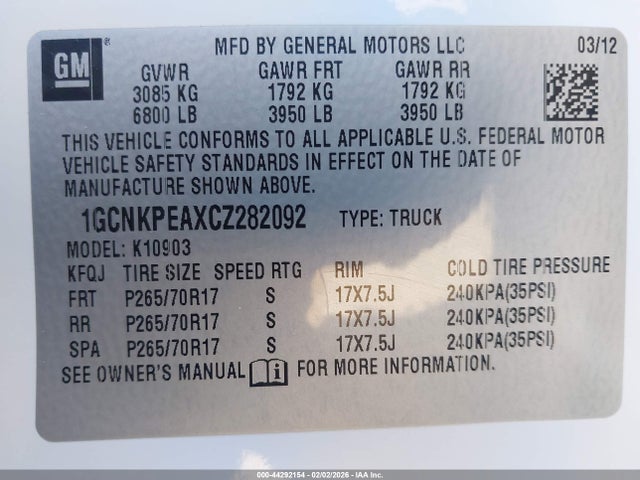 GM ® MFD BY GENERAL MOTORS LLC 03/12
GVWR GAWR FRT GAWR RR
3085 KG 1792 KG 1792 KG
6800 LB 3950 LB 3950 LB
THIS VEHICLE CONFORMS TO ALL APPLICABLE U.S. FEDERAL MOTOR
VEHICLE SAFETY STANDARDS IN EFFECT ON THE DATE OF
MANUFACTURE SHOWN ABOVE.
1GCNKPEAXCZ282092 TYPE: TRUCK
MODEL: K10903
KFQJ TIRE SIZE SPEED RTG RIM COLD TIRE PRESSURE
FRT P265/70R17 S 17X7.5J 240KPA(35PSI)
RR P265/70R17 S 17X7.5J 240KPA(35PSI)
SPA P265/70R17 S 17X7.5J 240KPA(35PSI)
SEE OWNER'S MANUAL FOR MORE INFORMATION.
000-44292154 - 02/02/2026 - IAA Inc.